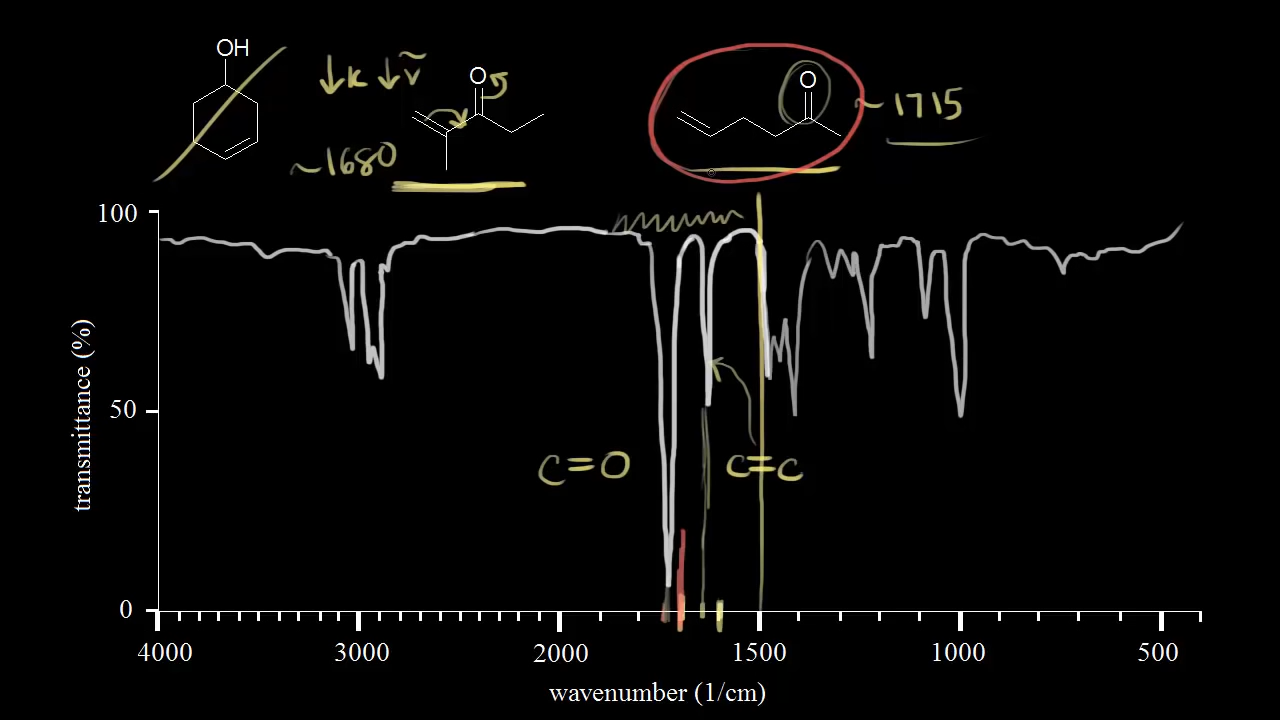 OH
↓k ↓ṽ
O
O
~1715
~1680
100
50
0
transmittance (%)
C=O
C=C
4000 3000 2000 1500 1000 500
wavenumber (1/cm)